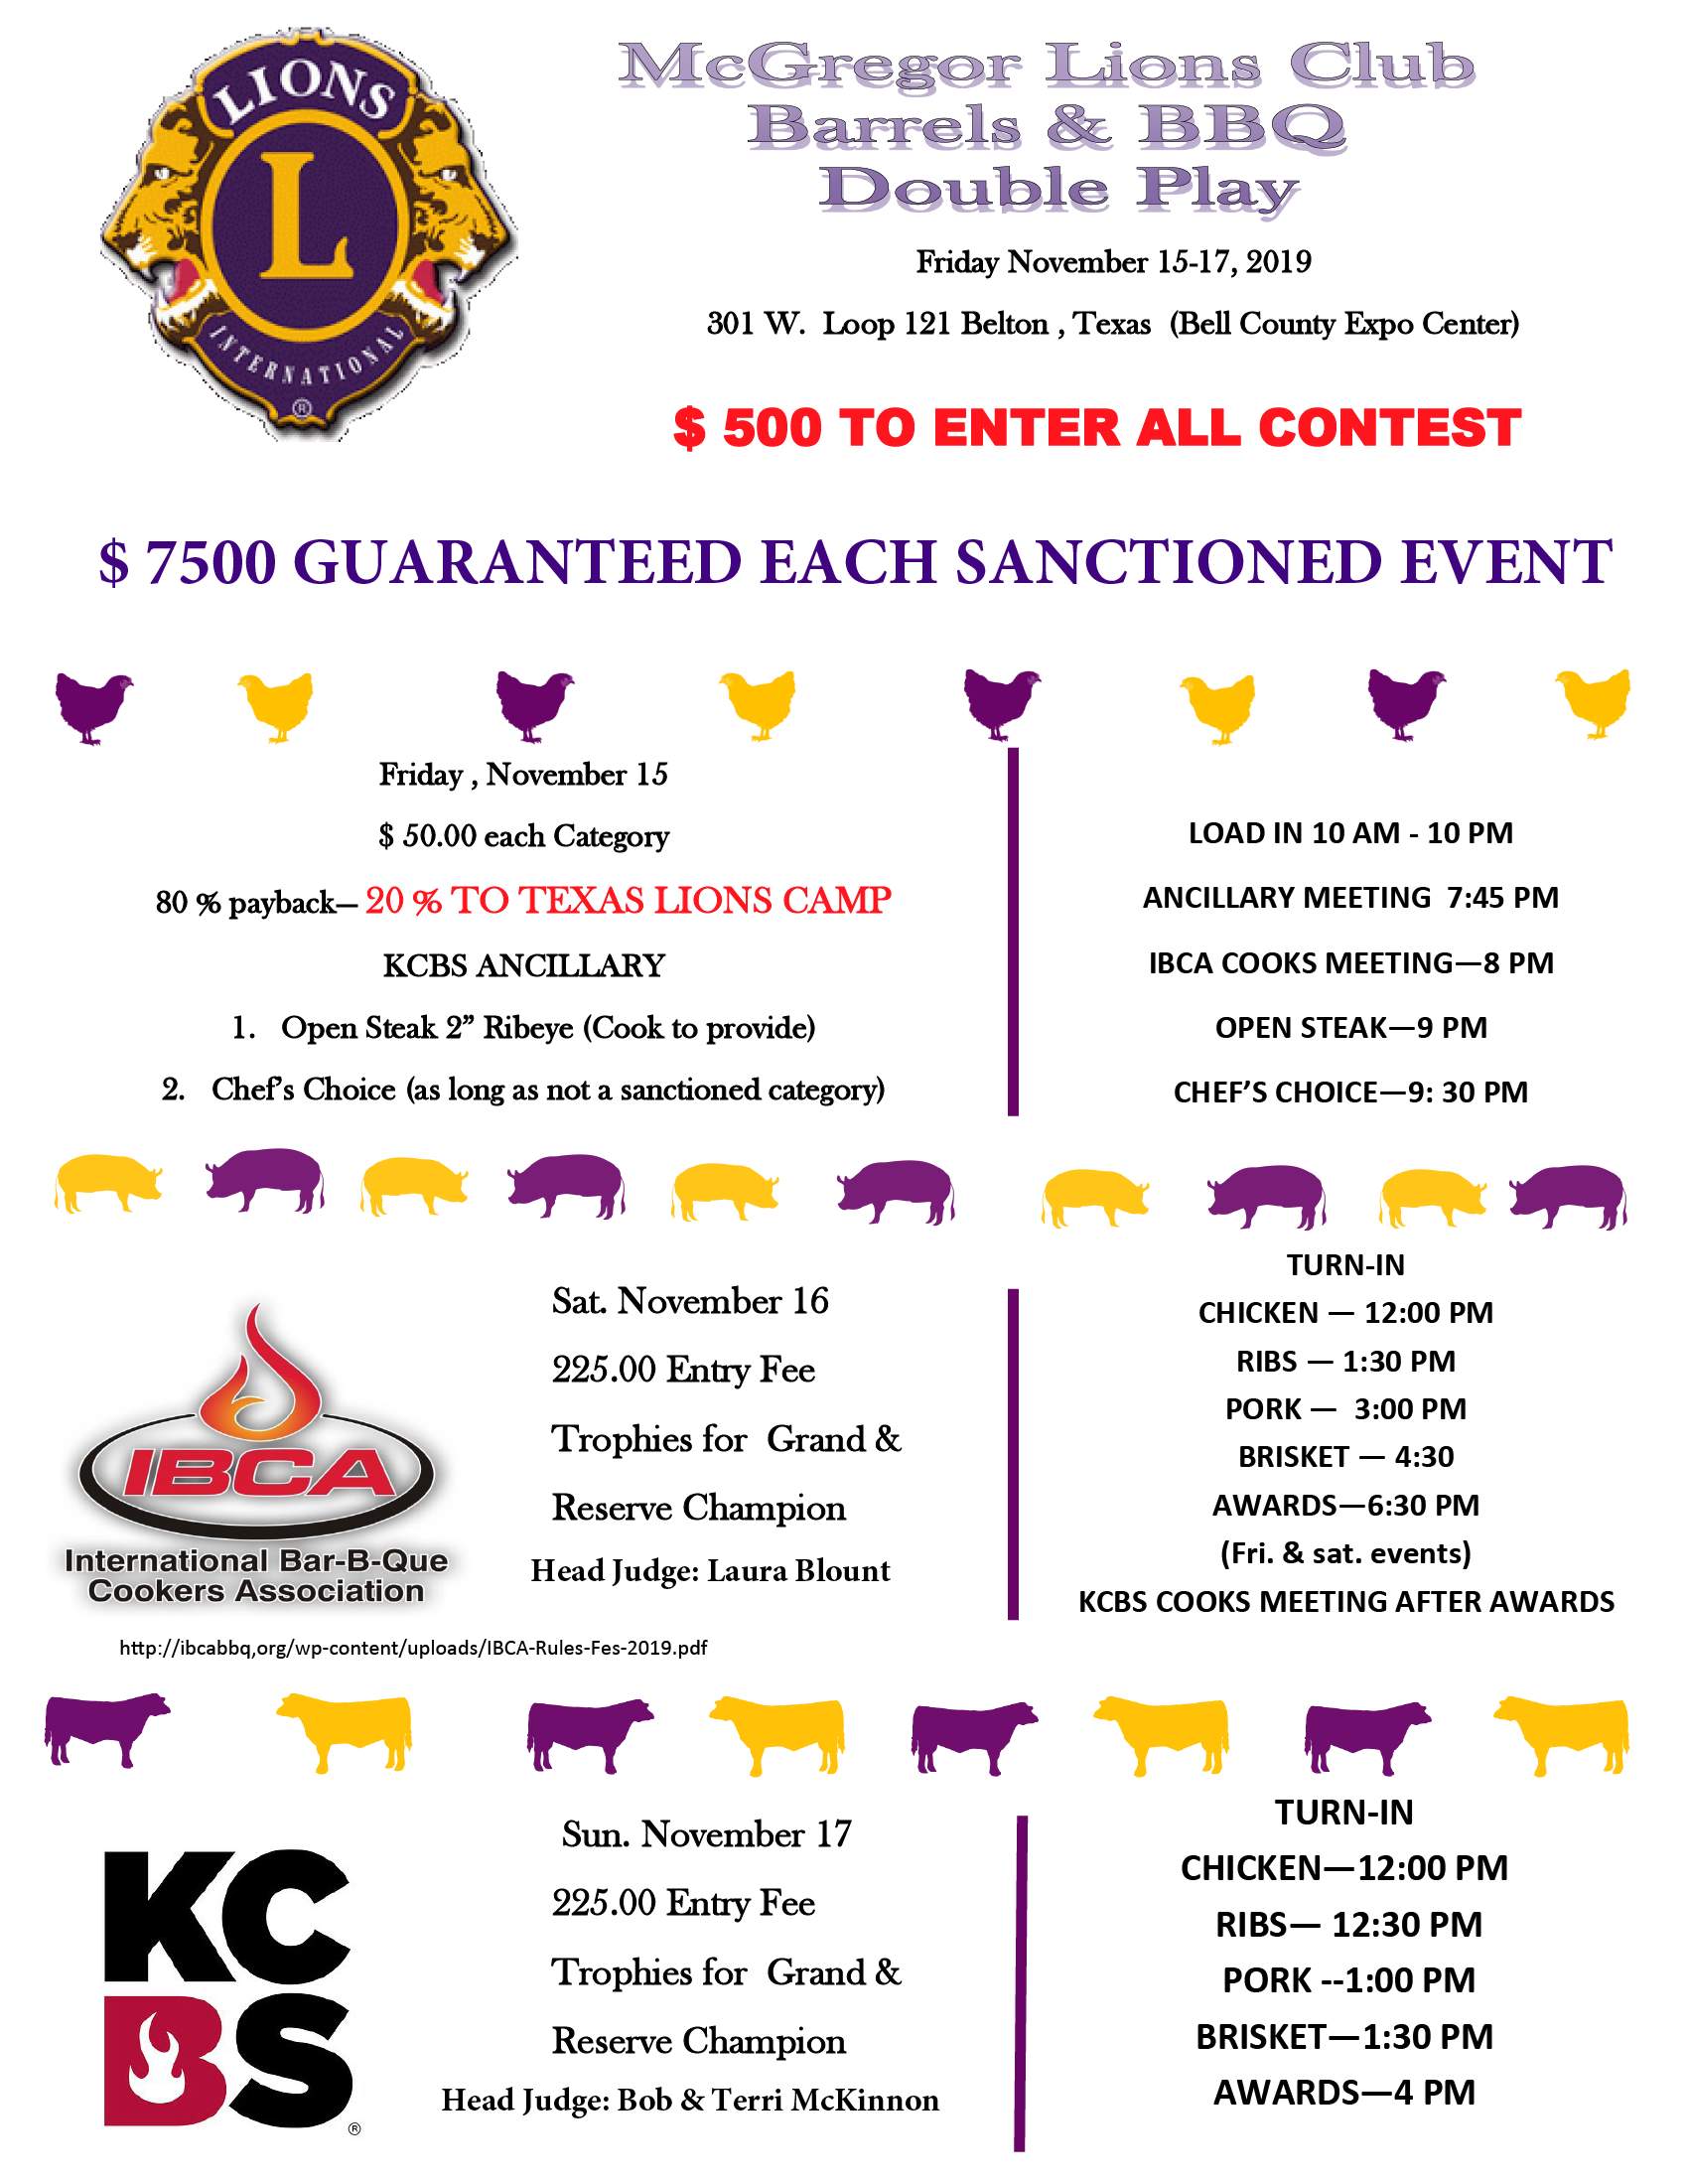 LIONS
L
INTERNATIONAL
®
McGregor Lions Club
Barrels & BBQ
Double Play
Friday November 15-17, 2019
301 W. Loop 121 Belton , Texas (Bell County Expo Center)
$ 500 TO ENTER ALL CONTEST
$ 7500 GUARANTEED EACH SANCTIONED EVENT
Friday , November 15
$ 50.00 each Category
80 % payback— 20 % TO TEXAS LIONS CAMP
KCBS ANCILLARY
1. Open Steak 2” Ribeye (Cook to provide)
2. Chef’s Choice (as long as not a sanctioned category)
LOAD IN 10 AM - 10 PM
ANCILLARY MEETING 7:45 PM
IBCA COOKS MEETING—8 PM
OPEN STEAK—9 PM
CHEF’S CHOICE—9: 30 PM
IBCA
International Bar-B-Que
Cookers Association
Sat. November 16
225.00 Entry Fee
Trophies for Grand &
Reserve Champion
Head Judge: Laura Blount
http://ibcabbq,org/wp-content/uploads/IBCA-Rules-Fes-2019.pdf
TURN-IN
CHICKEN — 12:00 PM
RIBS — 1:30 PM
PORK — 3:00 PM
BRISKET — 4:30
AWARDS—6:30 PM
(Fri. & sat. events)
KCBS COOKS MEETING AFTER AWARDS
KC
BS
®
Sun. November 17
225.00 Entry Fee
Trophies for Grand &
Reserve Champion
Head Judge: Bob & Terri McKinnon
TURN-IN
CHICKEN—12:00 PM
RIBS— 12:30 PM
PORK --1:00 PM
BRISKET—1:30 PM
AWARDS—4 PM